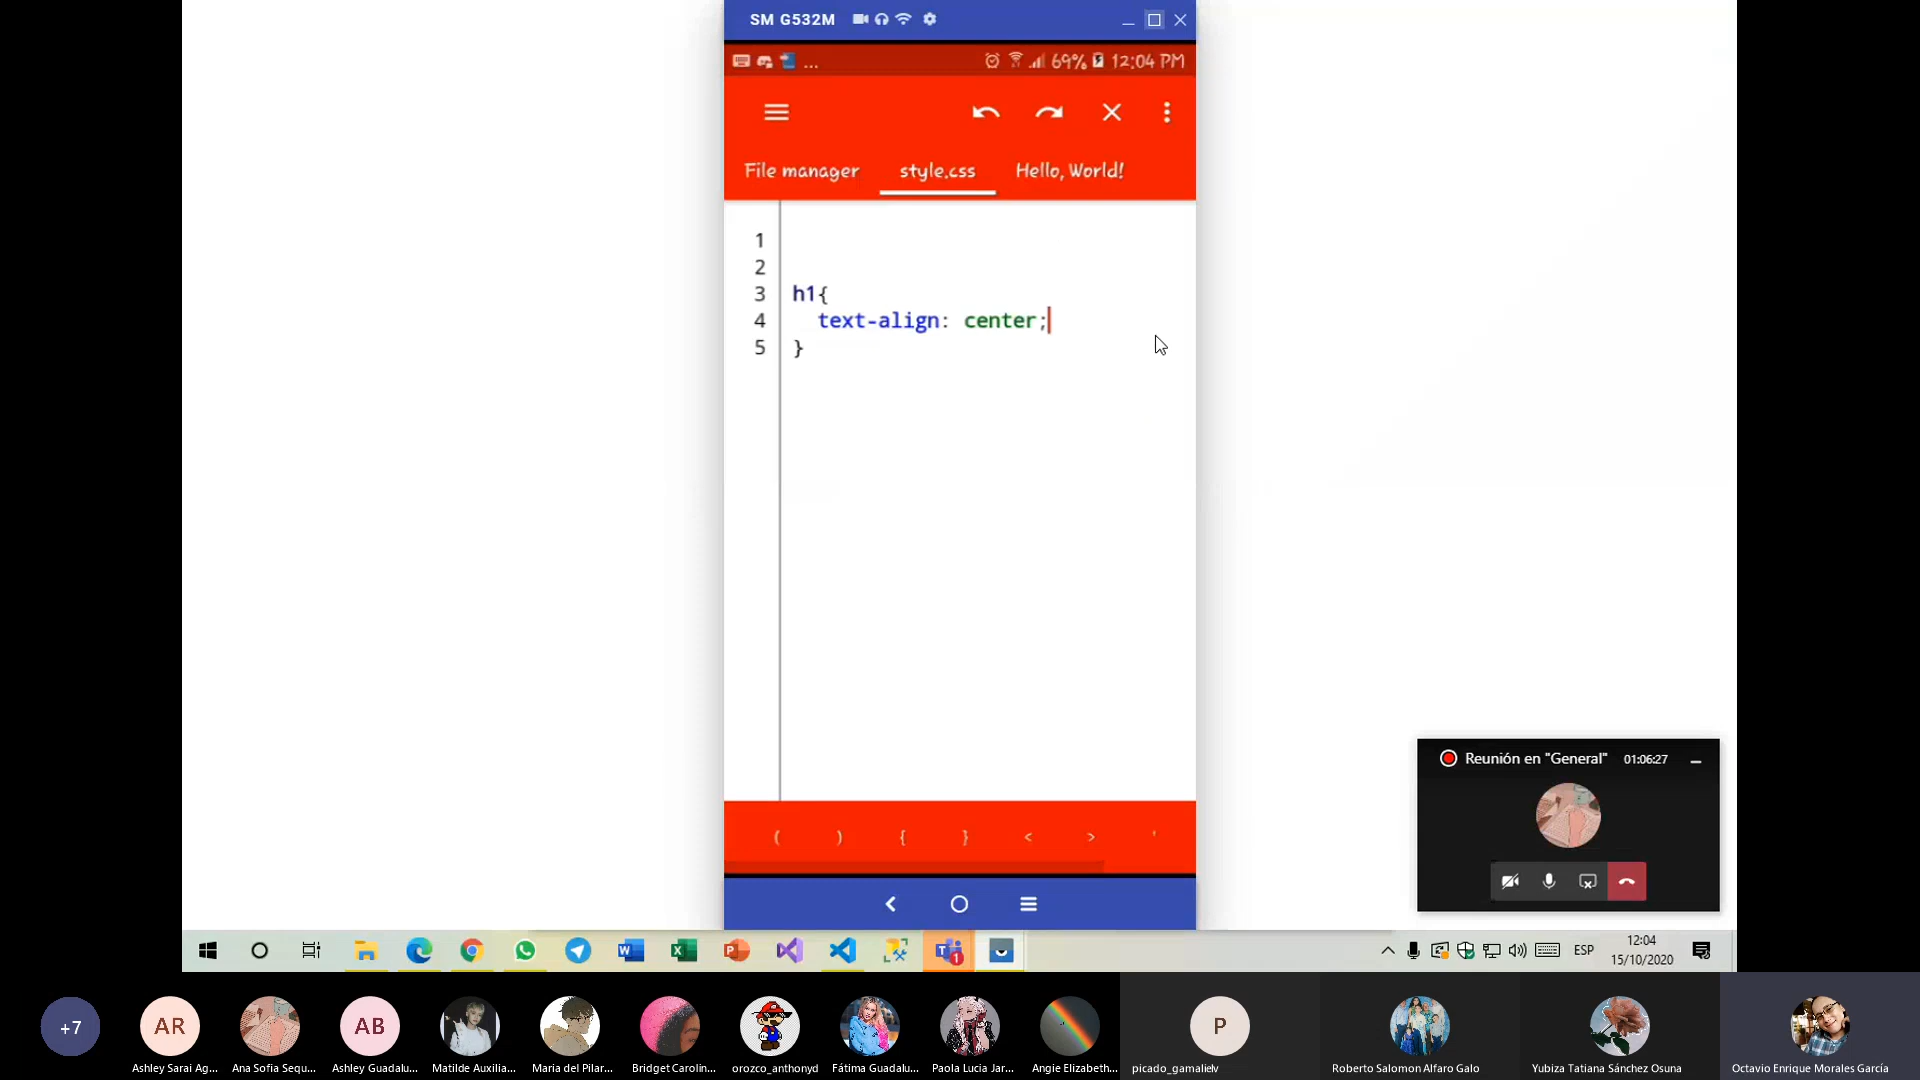 SM G532M
... 69% 12:04 PM
File manager style.css Hello, World!
1
2
3 h1{
4 text-align: center;
5 }
( ) { } < > '
Reunión en "General" 01:06:27
ESP
12:04
15/10/2020
1
+7
AR
AB
P
Ashley Sarai Ag...
Ana Sofia Sequ...
Ashley Guadalu...
Matilde Auxilia...
Maria del Pilar...
Bridget Carolin...
orozco_anthonyd
Fátima Guadalu...
Paola Lucia Jar...
Angie Elizabeth...
picado_gamalielv
Roberto Salomon Alfaro Galo
Yubiza Tatiana Sánchez Osuna
Octavio Enrique Morales García